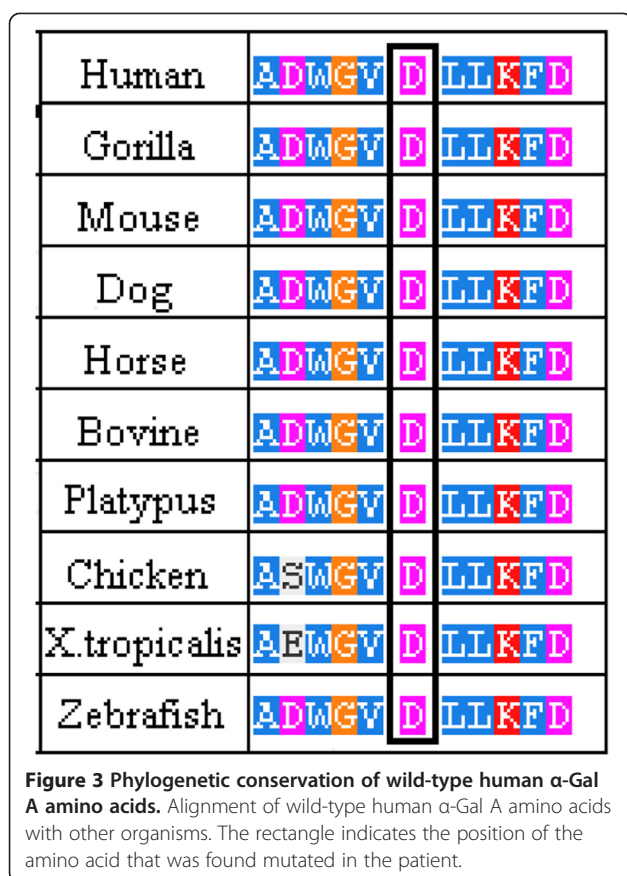 Human ADWGV D LLKFD
Gorilla ADWGV D LLKFD
Mouse ADWGV D LLKFD
Dog ADWGV D LLKFD
Horse ADWGV D LLKFD
Bovine ADWGV D LLKFD
Platypus ADWGV D LLKFD
Chicken ASWGV D LLKFD
X.tropicalis AEWGV D LLKFD
Zebrafish ADWGV D LLKFD
Figure 3 Phylogenetic conservation of wild-type human α-Gal
A amino acids. Alignment of wild-type human α-Gal A amino acids
with other organisms. The rectangle indicates the position of the
amino acid that was found mutated in the patient.